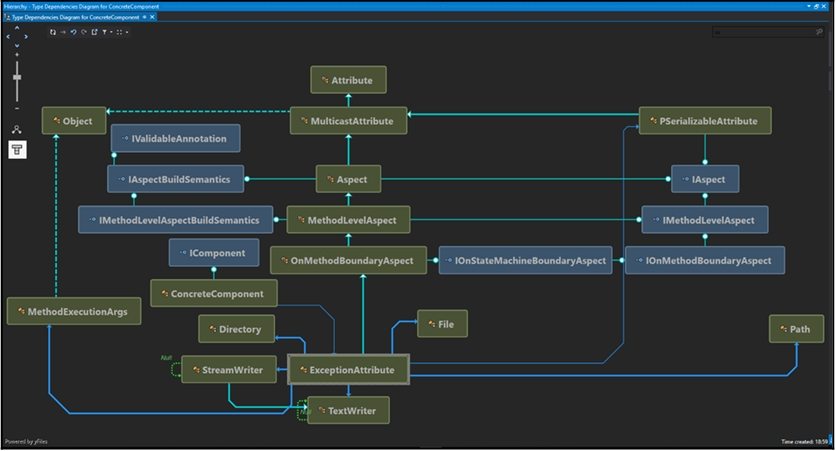 Hierarchy - Type Dependencies Diagram for ConcreteComponent
Type Dependencies Diagram for ConcreteComponent
Attribute
Object
MulticastAttribute
PSerializableAttribute
IValidableAnnotation
IAspectBuildSemantics
Aspect
IAspect
IMethodLevelAspectBuildSemantics
MethodLevelAspect
IMethodLevelAspect
IComponent
OnMethodBoundaryAspect
IOnStateMachineBoundaryAspect
IOnMethodBoundaryAspect
ConcreteComponent
MethodExecutionArgs
Directory
File
Path
Null
StreamWriter
ExceptionAttribute
Null
TextWriter
Powered by yFiles
Time created: 18:59